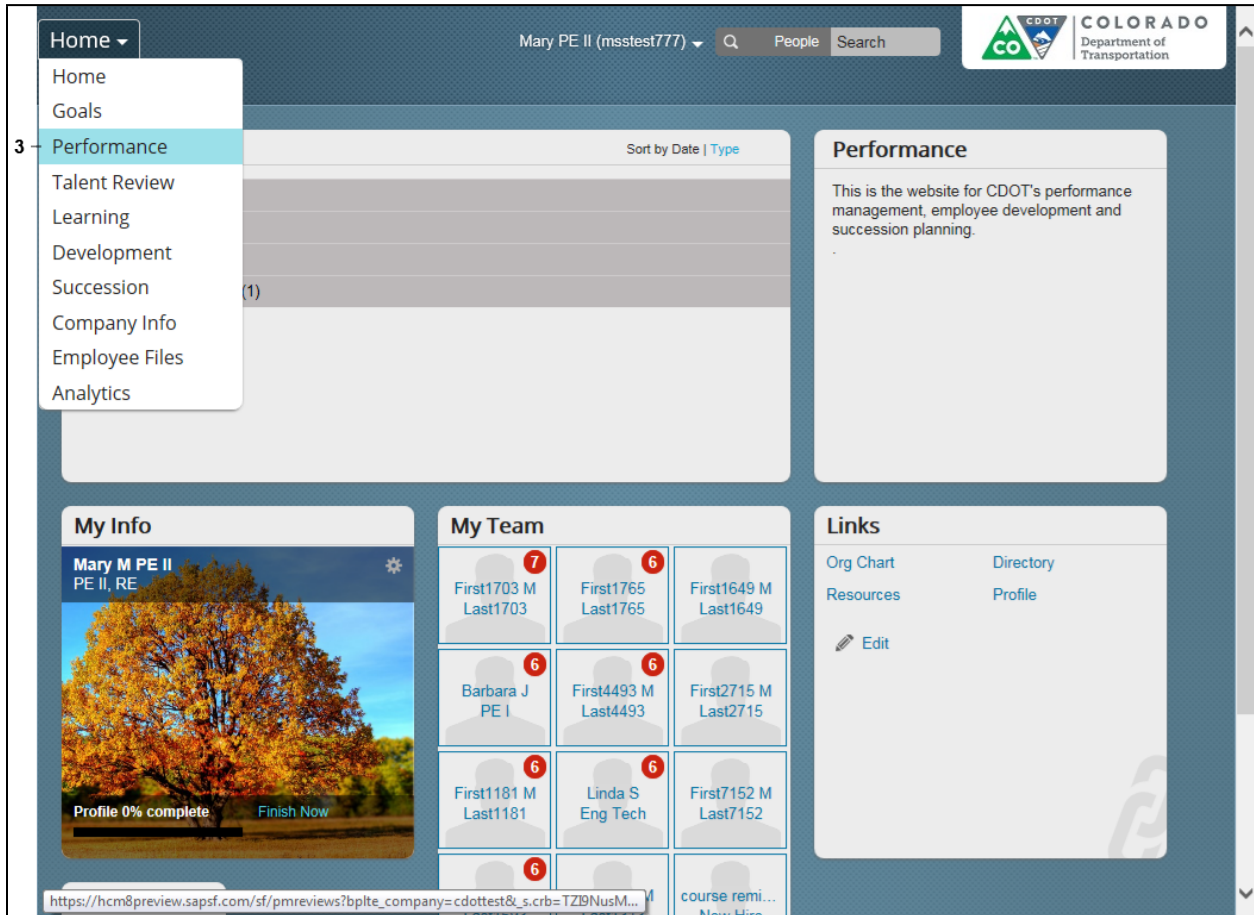 Home
Mary PE II (msstest777)
People
Search
CDOT
CO
COLORADO
Department of
Transportation
Home
Goals
3
Performance
Talent Review
Learning
Development
Succession
Company Info
Employee Files
Analytics
Sort by Date | Type
(1)
Performance
This is the website for CDOT's performance
management, employee development and
succession planning.
.
My Info
Mary M PE II
PE II, RE
Profile 0% complete
Finish Now
My Team
7
First1703 M
Last1703
6
First1765
Last1765
First1649 M
Last1649
6
Barbara J
PE I
6
First4493 M
Last4493
First2715 M
Last2715
6
First1181 M
Last1181
6
Linda S
Eng Tech
First7152 M
Last7152
6
M
course remi...
New Hire
Links
Org Chart
Directory
Resources
Profile
Edit
https://hcm8preview.sapsf.com/sf/pmreviews?bplte_company=cdottest&_s.crb=TZI9NusM...